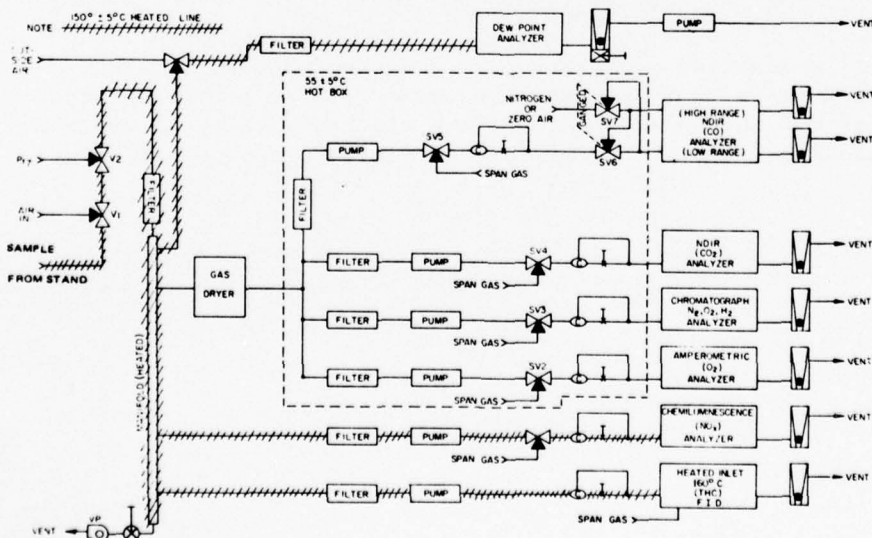 NOTE
150° ± 5°C HEATED LINE
SIDE
AIR
FILTER
DEW POINT
ANALYZER
PUMP
VENT
55 ± 5°C
HOT BOX
NITROGEN
OR
ZERO AIR
GANGED
SV7
SV6
(HIGH RANGE)
NDIR
(CO)
ANALYZER
(LOW RANGE)
VENT
VENT
PUMP
SV5
C
SPAN GAS
FILTER
V2
AIR
IN
V1
FILTER
SAMPLE
FROM STAND
GAS
DRYER
MANIFOLD (HEATED)
FILTER
PUMP
SV4
SPAN GAS
C
NDIR
(CO2)
ANALYZER
VENT
FILTER
PUMP
SV3
SPAN GAS
C
CHROMATOGRAPH
N2, O2, H2
ANALYZER
VENT
FILTER
PUMP
SV2
SPAN GAS
C
AMPEROMETRIC
(O2)
ANALYZER
VENT
FILTER
PUMP
SPAN GAS
C
CHEMILUMINESCENCE
(NOx)
ANALYZER
VENT
FILTER
PUMP
C
HEATED INLET
160°C
(THC)
F.I.D
SPAN GAS
VENT
VENT
VP